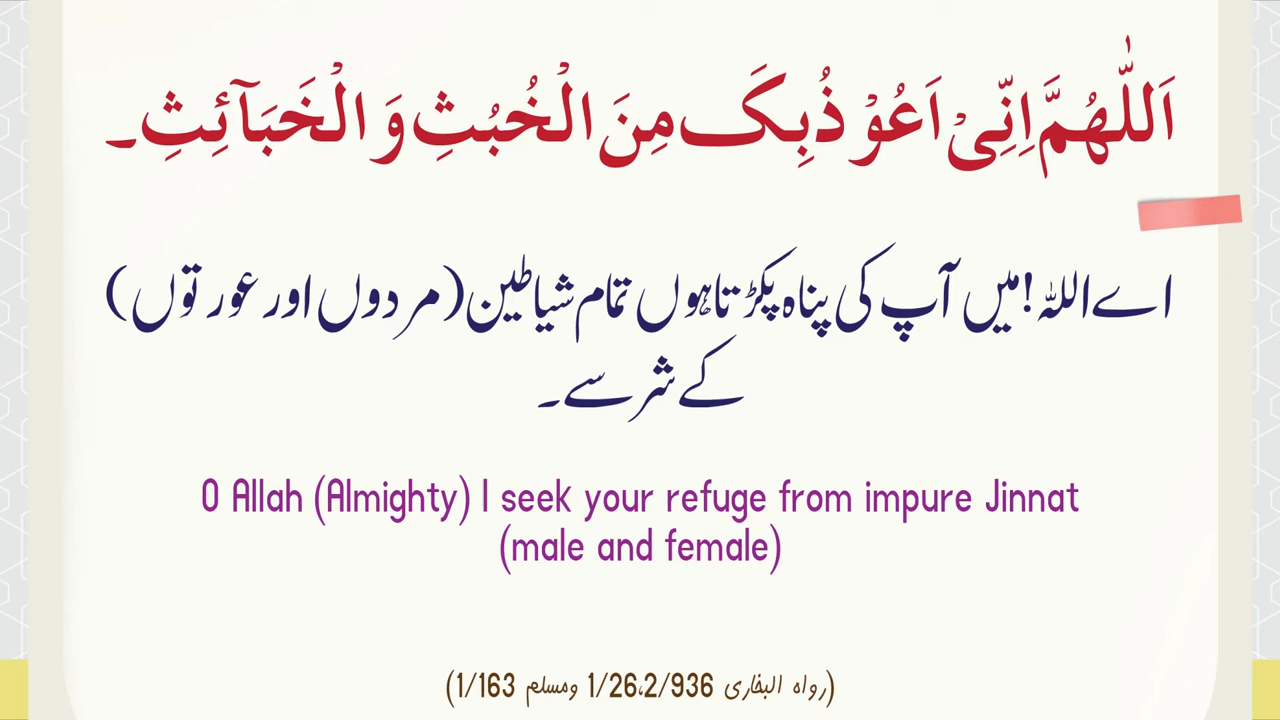 اَللّٰهُمَّ اِنِّیْ اَعُوْذُبِکَ مِنَ الْخُبُثِ وَ الْخَبَآئِثِ۔
اے اللہ! میں آپ کی پناہ پکڑتا ہوں تمام شیاطین (مردوں اور عورتوں)
کے شر سے۔
O Allah (Almighty) I seek your refuge from impure Jinnat
(male and female)
(رواہ البخاری 1/26،2/936 ومسلم 1/163)